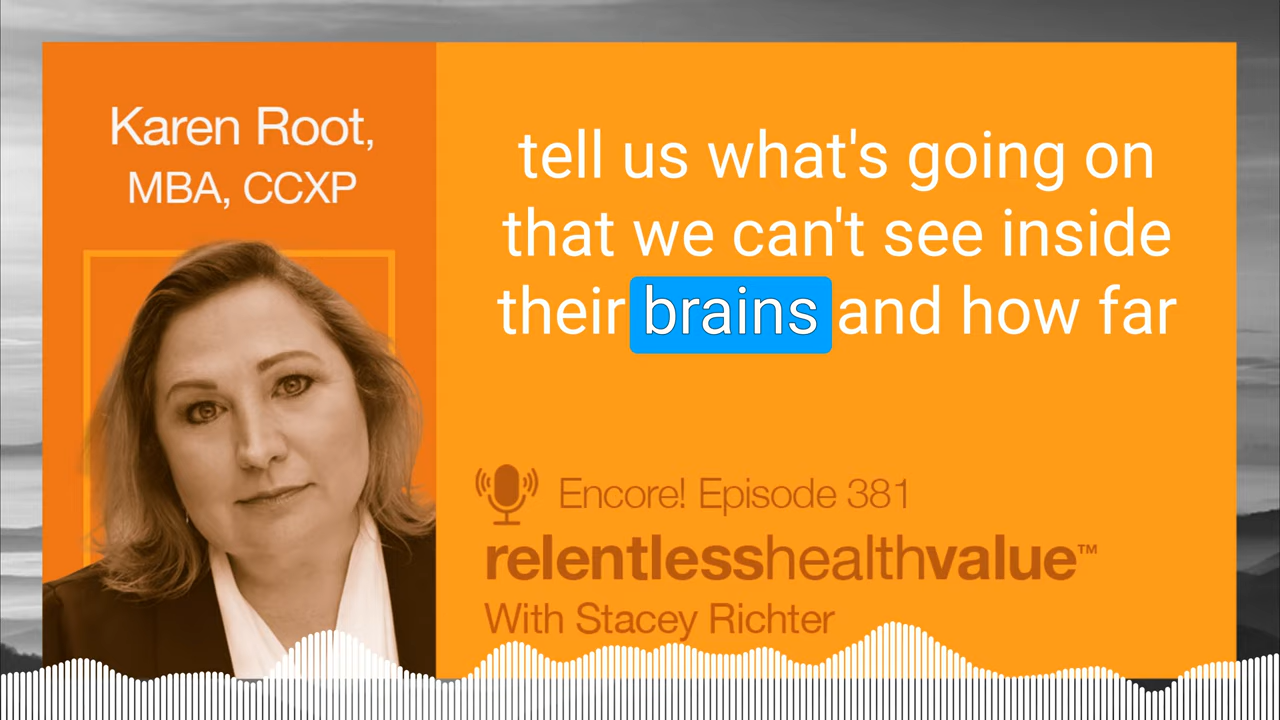 Karen Root,
MBA, CCXP
tell us what's going on
that we can't see inside
their brains and how far
Encore! Episode 381
relentlesshealthvalue™
With Stacey Richter